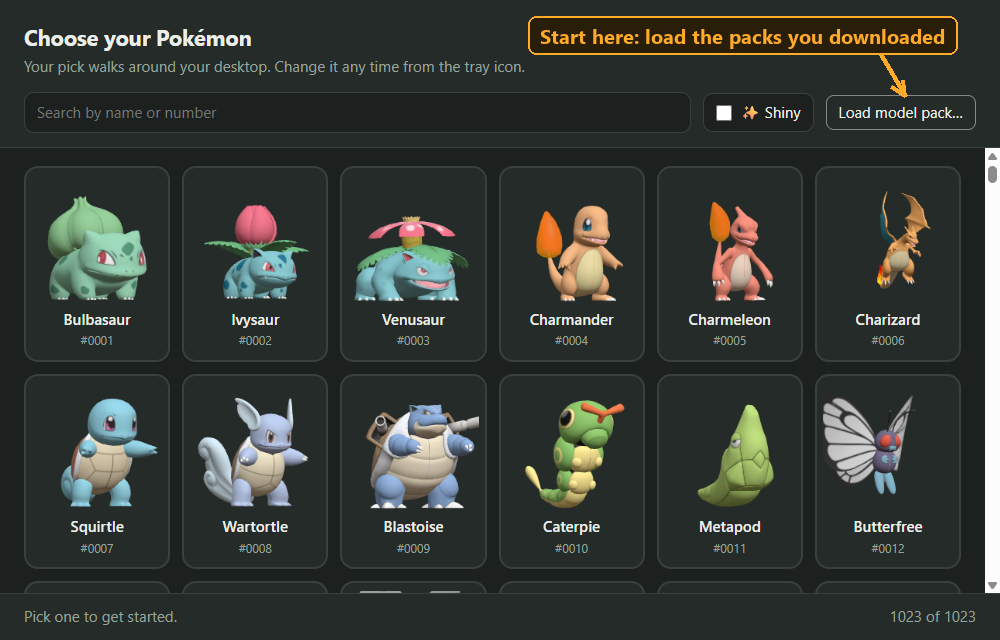 Choose your Pokémon
Start here: load the packs you downloaded
Your pick walks around your desktop. Change it any time from the tray icon.
Search by name or number
✨ Shiny
Load model pack...
Bulbasaur
#0001
Ivysaur
#0002
Venusaur
#0003
Charmander
#0004
Charmeleon
#0005
Charizard
#0006
Squirtle
#0007
Wartortle
#0008
Blastoise
#0009
Caterpie
#0010
Metapod
#0011
Butterfree
#0012
Pick one to get started.
1023 of 1023